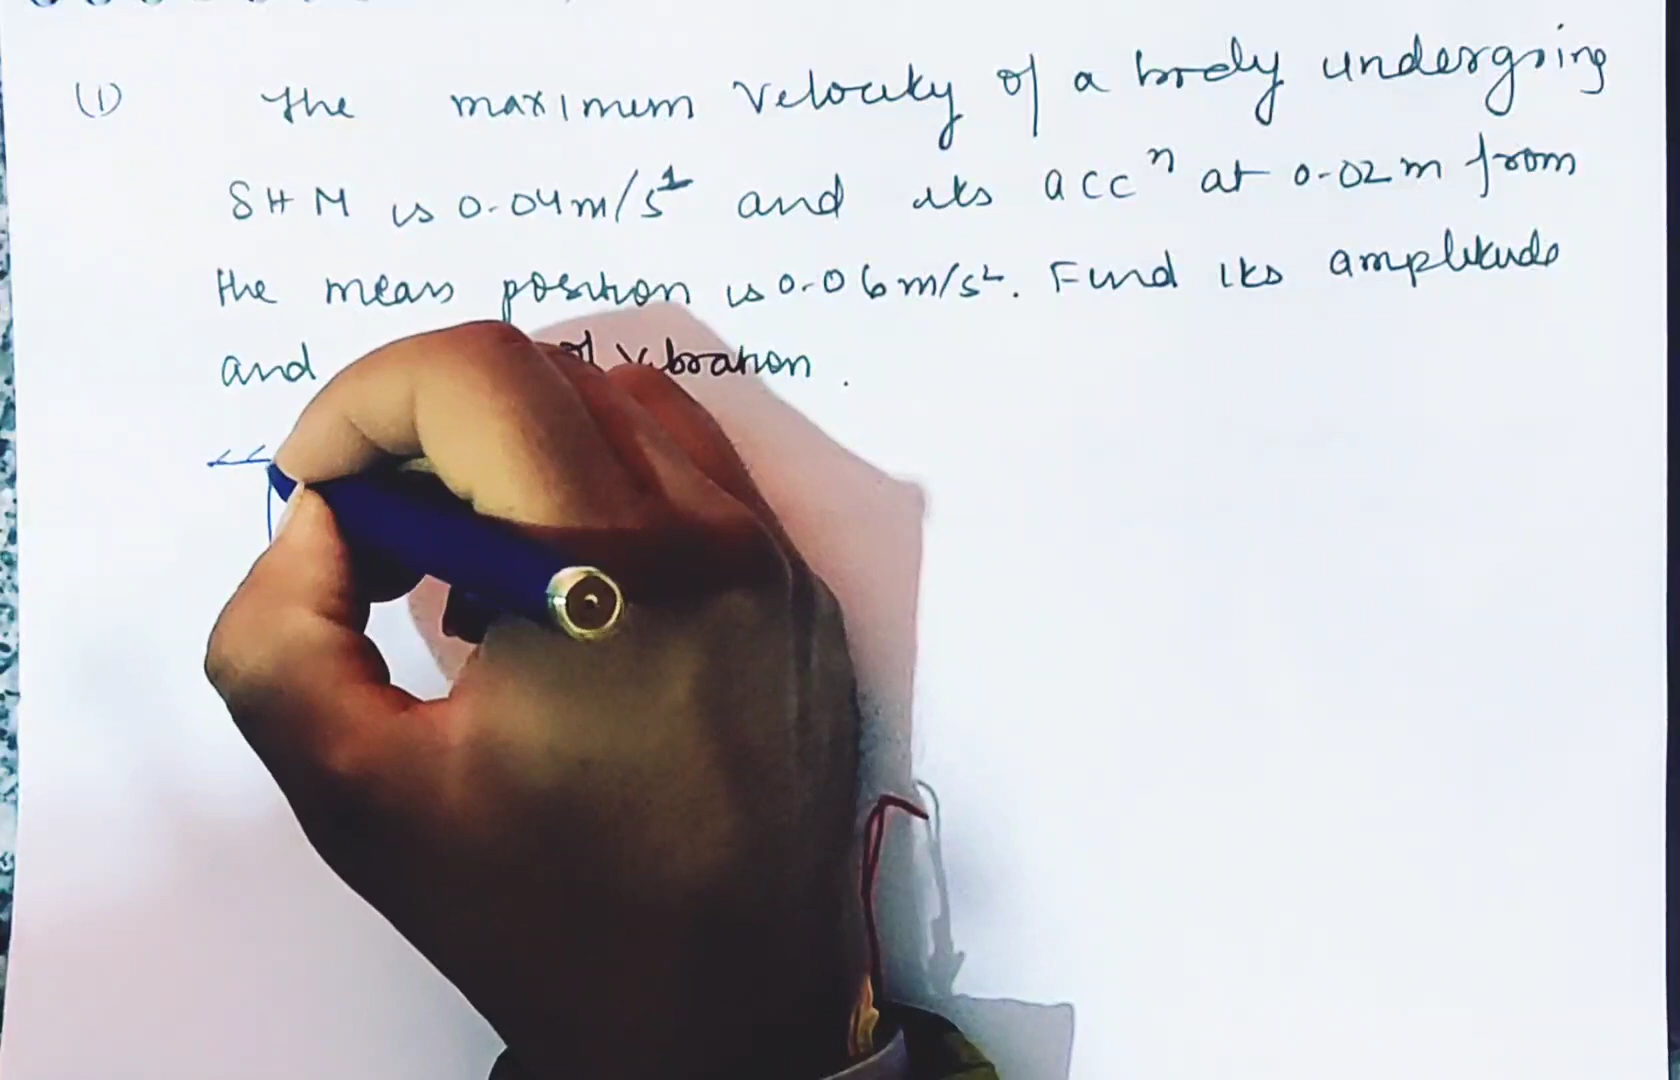 (1) The maximum velocity of a body undergoing
SHM is 0.04m/s1 and its accn at 0.02m from
the mean position is 0.06m/s2. Find its amplitude
and of vibration.